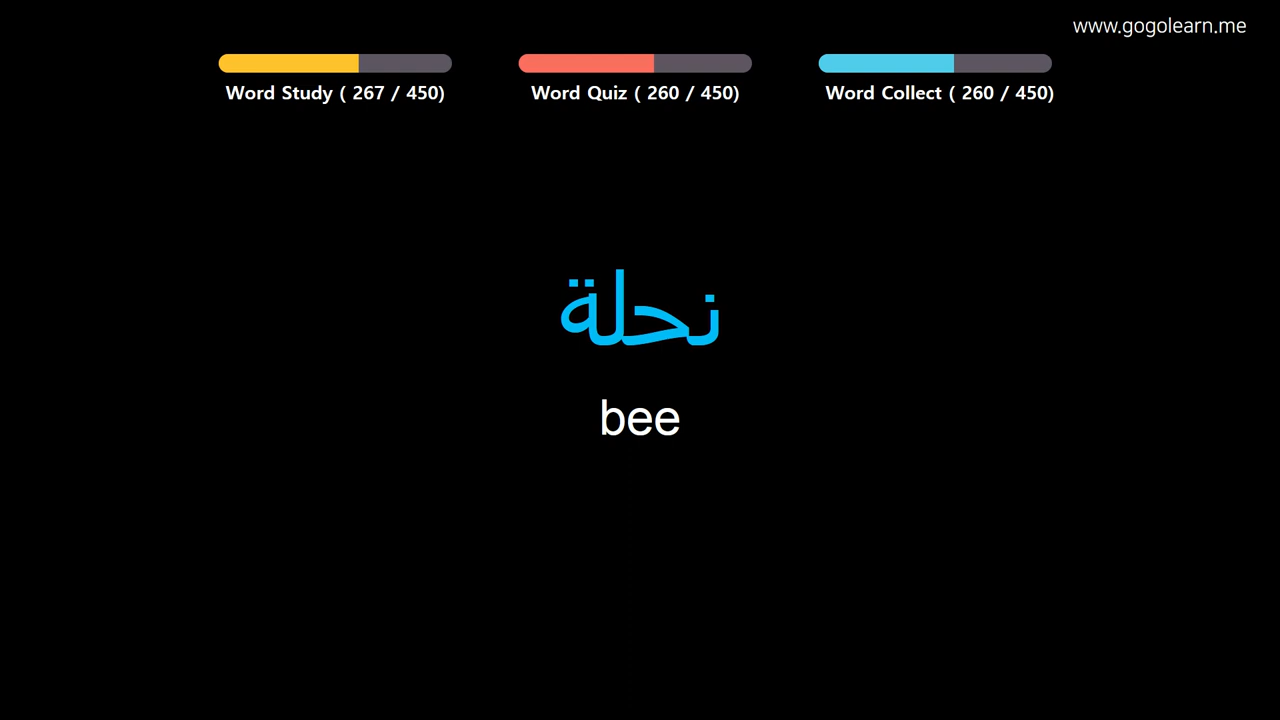 www.gogolearn.me
Word Study ( 267 / 450)
Word Quiz ( 260 / 450)
Word Collect ( 260 / 450)
نحلة
bee